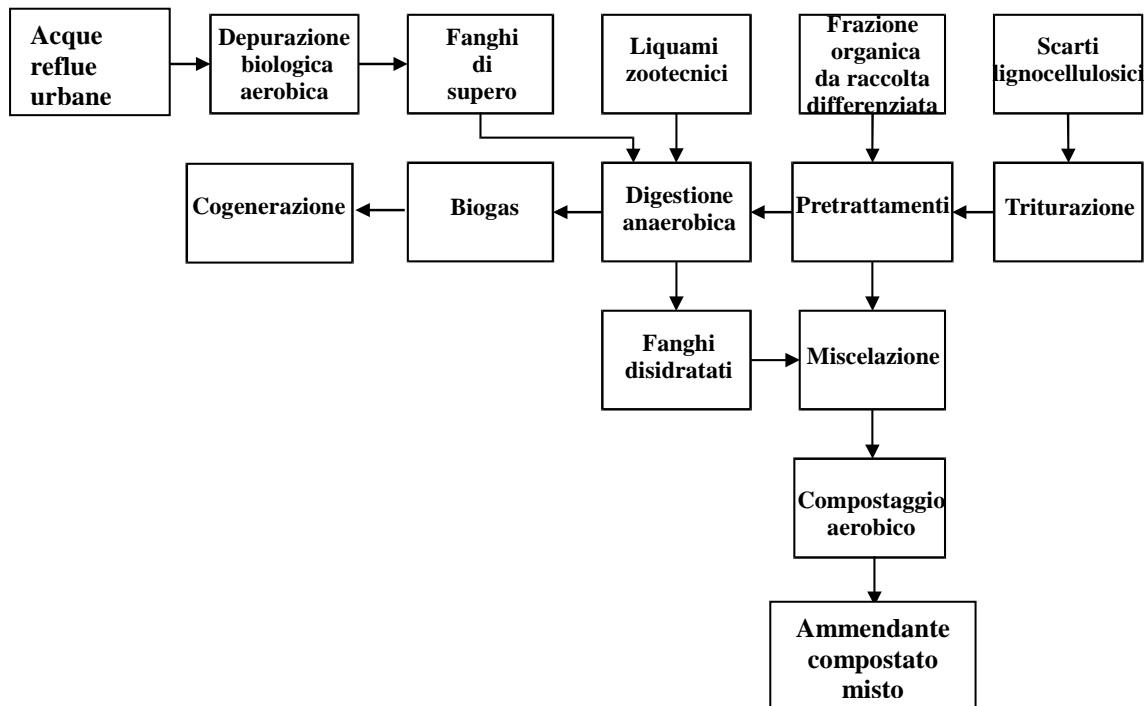 Acque
reflue
urbane
Depurazione
biologica
aerobica
Fanghi
di
supero
Liquami
zootecnici
Frazione
organica
da raccolta
differenziata
Scarti
lignocellulosici
Cogenerazione
Biogas
Digestione
anaerobica
Pretrattamenti
Triturazione
Fanghi
disidratati
Miscelazione
Compostaggio
aerobico
Ammendante
compostato
misto